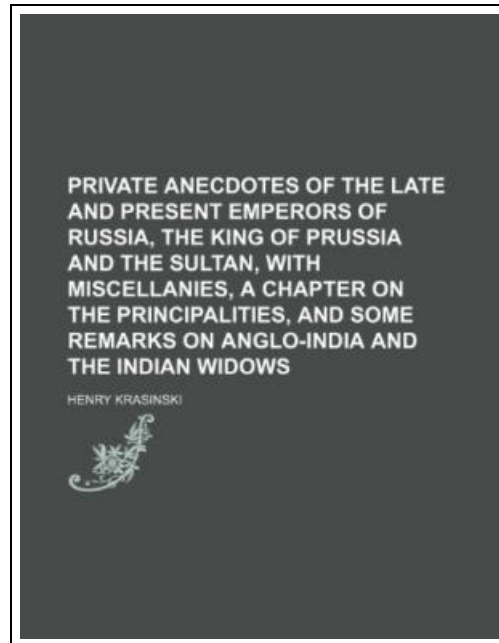 PRIVATE ANECDOTES OF THE LATE
AND PRESENT EMPERORS OF
RUSSIA, THE KING OF PRUSSIA
AND THE SULTAN, WITH
MISCELLANIES, A CHAPTER ON
THE PRINCIPALITIES, AND SOME
REMARKS ON ANGLO-INDIA AND
THE INDIAN WIDOWS
HENRY KRASINSKI